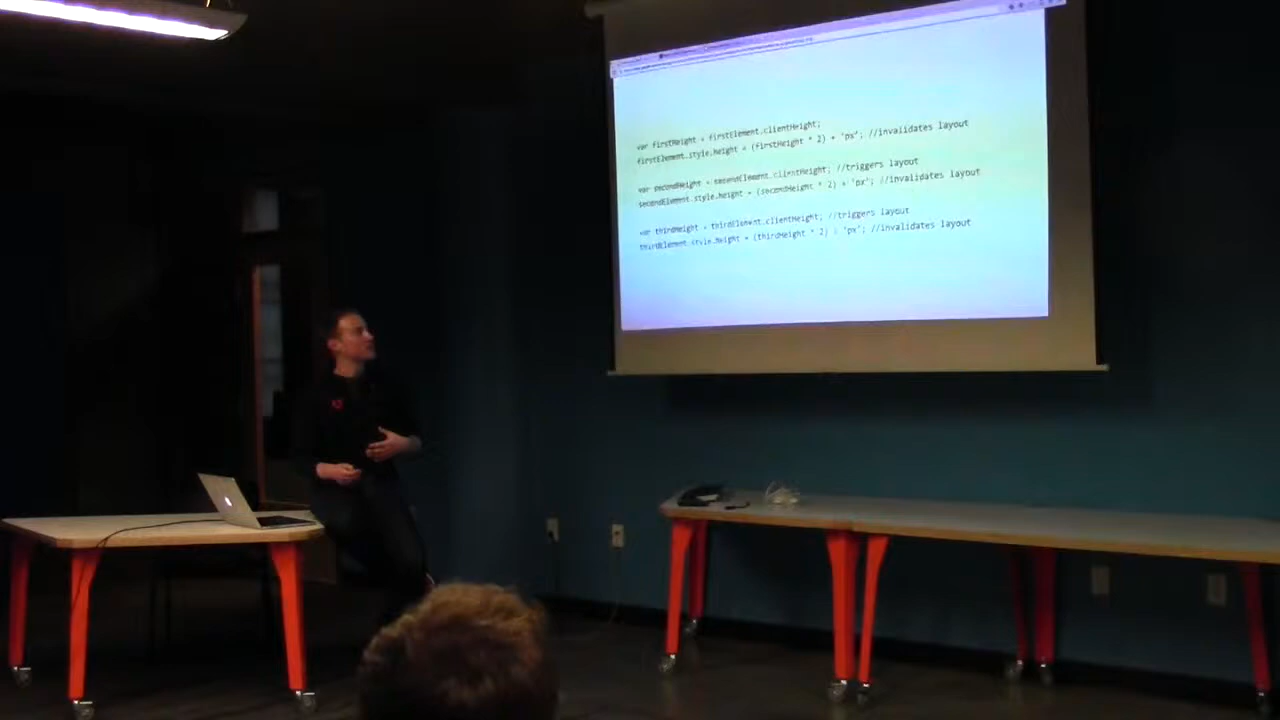 var firstHeight = firstElement.clientHeight;
firstElement.style.height = (firstHeight * 2) + 'px'; //invalidates layout
var secondHeight = secondElement.clientHeight; //triggers layout
secondElement.style.height = (secondHeight * 2) + 'px'; //invalidates layout
var thirdHeight = thirdElement.clientHeight; //triggers layout
thirdElement.style.height = (thirdHeight * 2) + 'px'; //invalidates layout